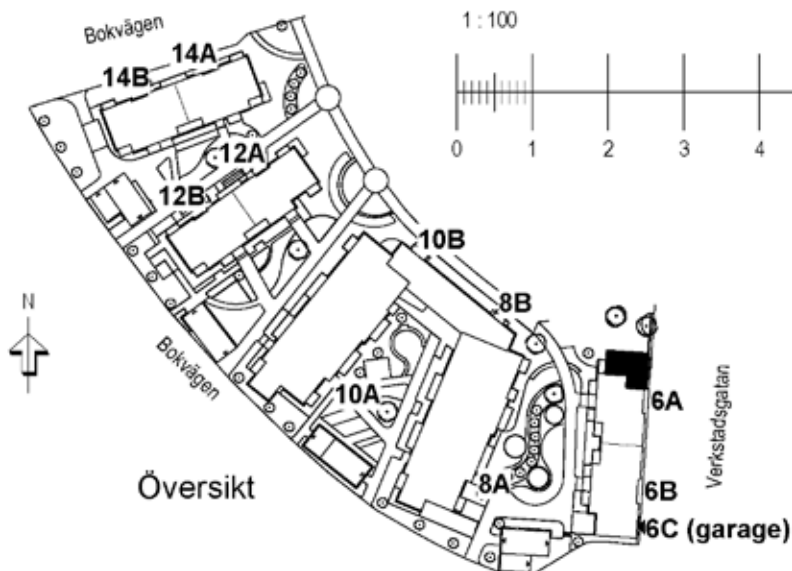 Bokvägen
1 : 100
14A
14B
0 1 2 3 4
12A
12B
10B
8B
N
Bokvägen
10A
6A
Verkstadsgatan
8A
Översikt
6B
6C (garage)